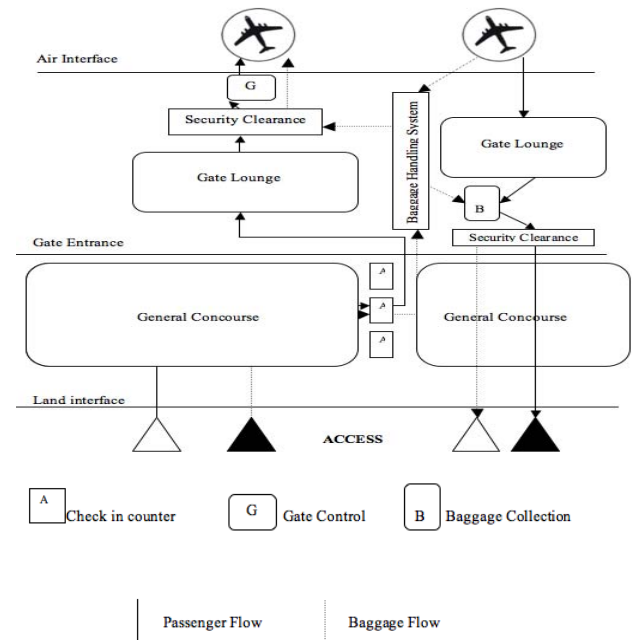 Air Interface
G
Security Clearance
Baggage Handling System
Gate Lounge
Gate Lounge
B
Security Clearance
Gate Entrance
A
General Concourse
A
General Concourse
A
Land interface
ACCESS
A
Check in counter
G
Gate Control
B
Baggage Collection
Passenger Flow
Baggage Flow